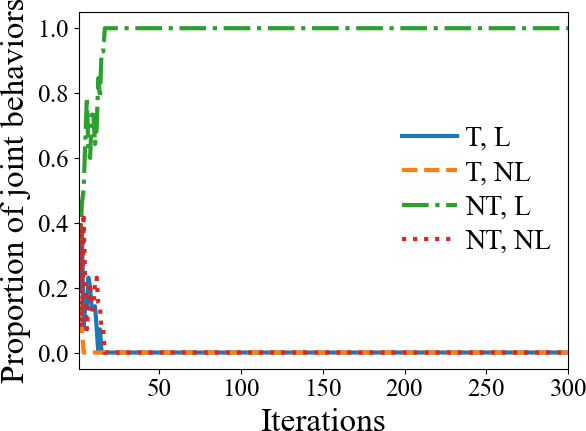 Proportion of joint behaviors
1.0
0.8
0.6
0.4
0.2
0.0
T, L
T, NL
NT, L
NT, NL
50 100 150 200 250 300
Iterations